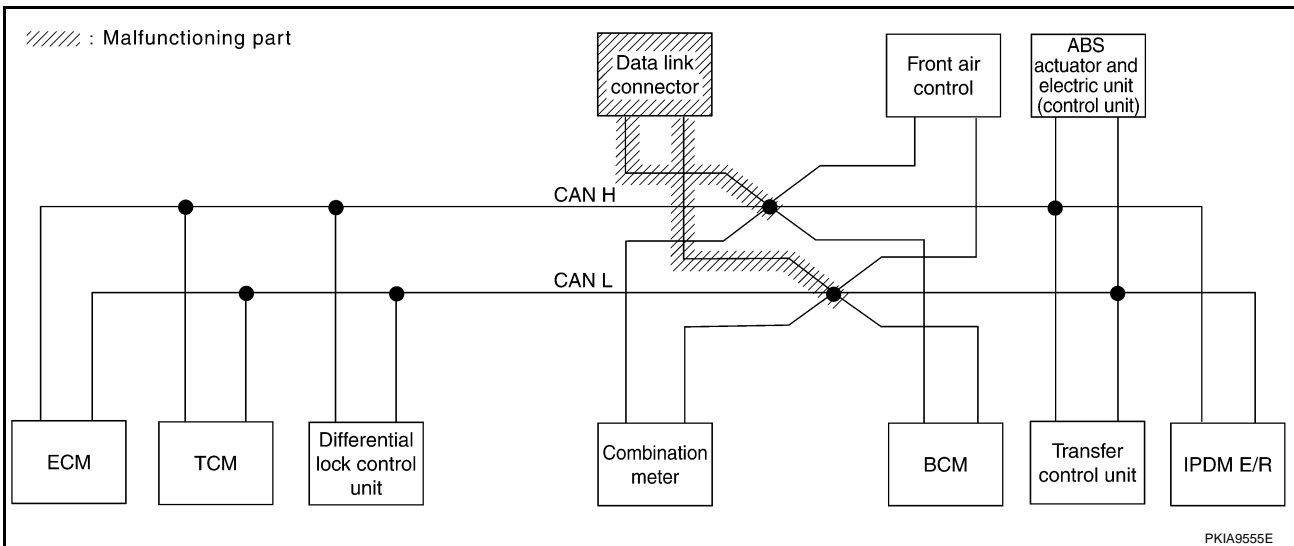 : Malfunctioning part
Data link
connector
Front air
control
ABS
actuator and
electric unit
(control unit)
CAN H
CAN L
ECM
TCM
Differential
lock control
unit
Combination
meter
BCM
Transfer
control unit
IPDM E/R
PKIA9555E